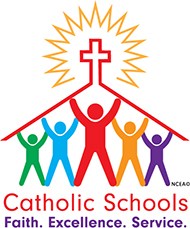 NCEA©
Catholic Schools
Faith. Excellence. Service.